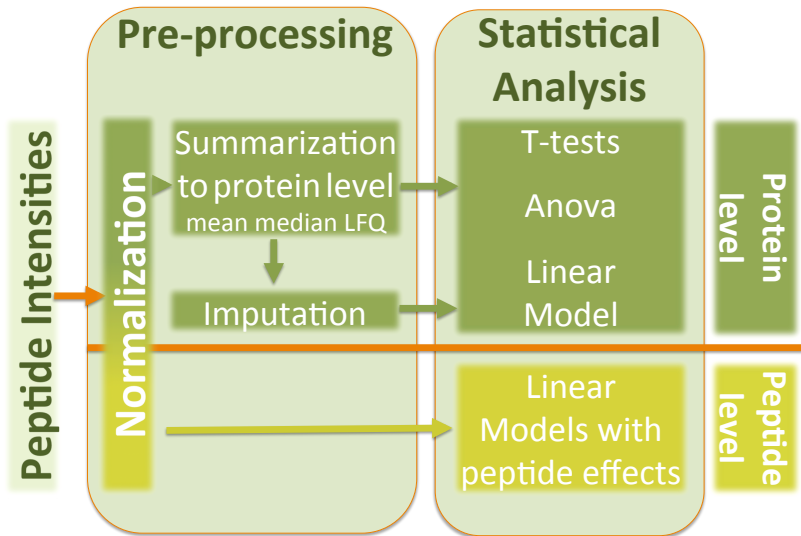 Pre-processing
Statistical
Analysis
Peptide Intensities
Normalization
Summarization
to protein level
mean median LFQ
Imputation
T-tests
Anova
Linear
Model
Protein
level
Linear
Models with
peptide effects
Peptide
level